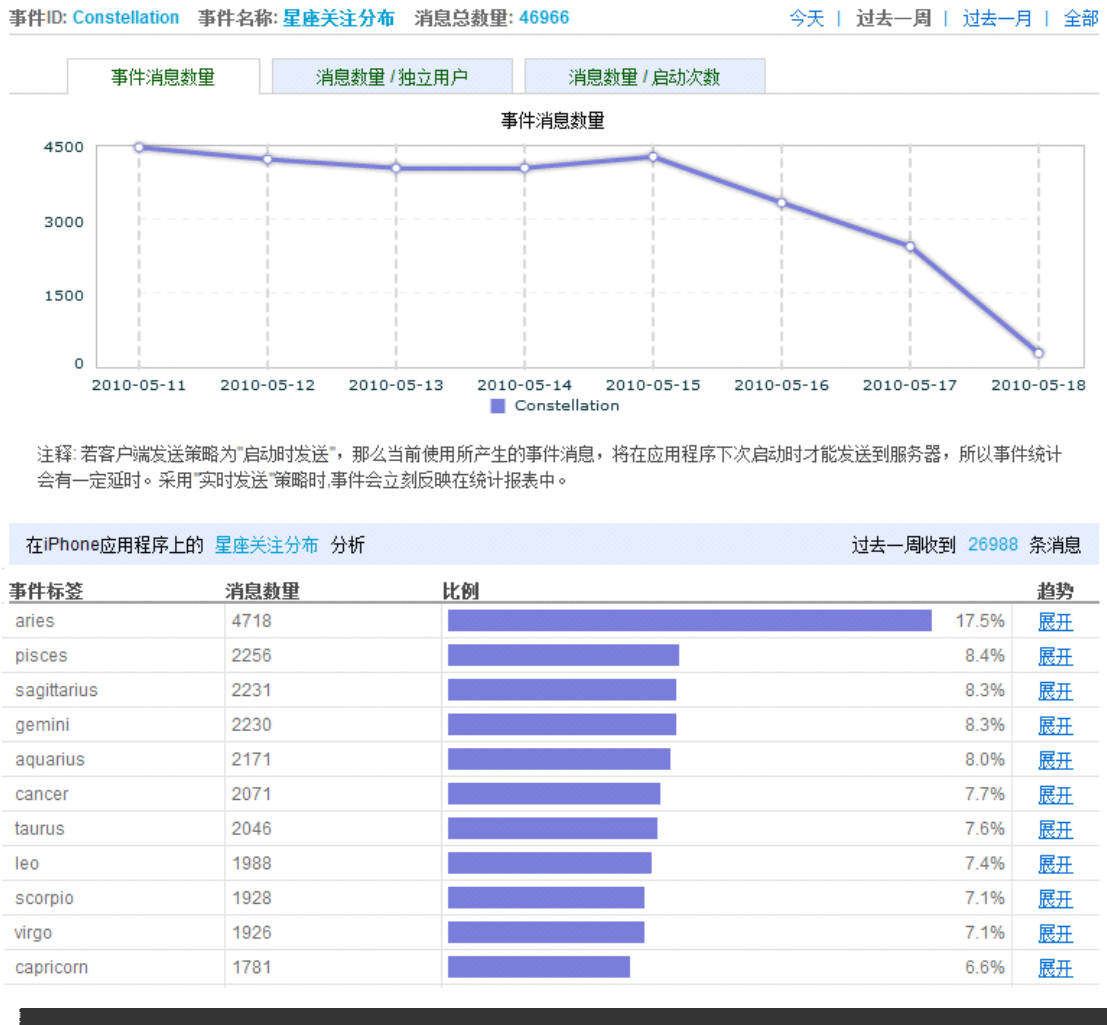 事件ID: Constellation 事件名称: 星座关注分布 消息总数量: 46966 今天 | 过去一周 | 过去一月 | 全部
事件消息数量 消息数量 / 独立用户 消息数量 / 启动次数
事件消息数量
4500
3000
1500
0
2010-05-11 2010-05-12 2010-05-13 2010-05-14 2010-05-15 2010-05-16 2010-05-17 2010-05-18
Constellation
注释: 若客户端发送策略为"启动时发送"，那么当前使用所产生的事件消息，将在应用程序下次启动时才能发送到服务器，所以事件统计
会有一定延时。采用"实时发送"策略时,事件会立刻反映在统计报表中。
在iPhone应用程序上的 星座关注分布 分析 过去一周收到 26988 条消息
事件标签 消息数量 比例 趋势
aries 4718 17.5% 展开
pisces 2256 8.4% 展开
sagittarius 2231 8.3% 展开
gemini 2230 8.3% 展开
aquarius 2171 8.0% 展开
cancer 2071 7.7% 展开
taurus 2046 7.6% 展开
leo 1988 7.4% 展开
scorpio 1928 7.1% 展开
virgo 1926 7.1% 展开
capricorn 1781 6.6% 展开